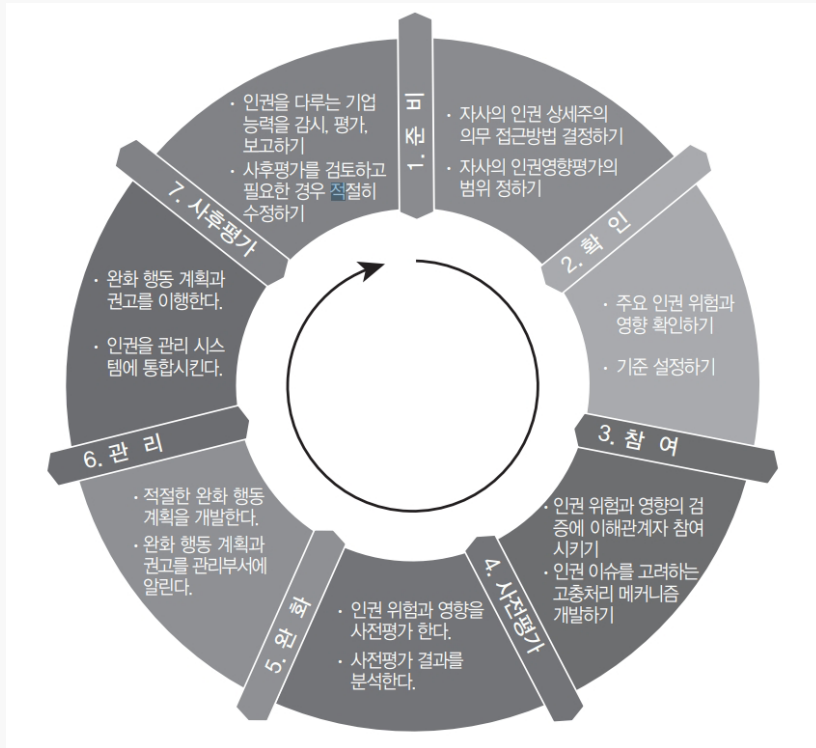 1. 준 비
· 자사의 인권 상세주의
의무 접근방법 결정하기
· 자사의 인권영향평가의
범위 정하기
2. 확 인
· 주요 인권 위험과
영향 확인하기
· 기준 설정하기
3. 참 여
· 인권 위험과 영향의 검
증에 이해관계자 참여
시키기
· 인권 이슈를 고려하는
고충처리 메커니즘
개발하기
4. 사전평가
· 인권 위험과 영향을
사전평가 한다.
· 사전평가 결과를
분석한다.
5. 완 화
· 적절한 완화 행동
계획을 개발한다.
· 완화 행동 계획과
권고를 관리부서에
알린다.
6. 관 리
· 완화 행동 계획과
권고를 이행한다.
· 인권을 관리 시스
템에 통합시킨다.
7. 사후평가
· 인권을 다루는 기업
능력을 감시, 평가,
보고하기
· 사후평가를 검토하고
필요한 경우 적절히
수정하기